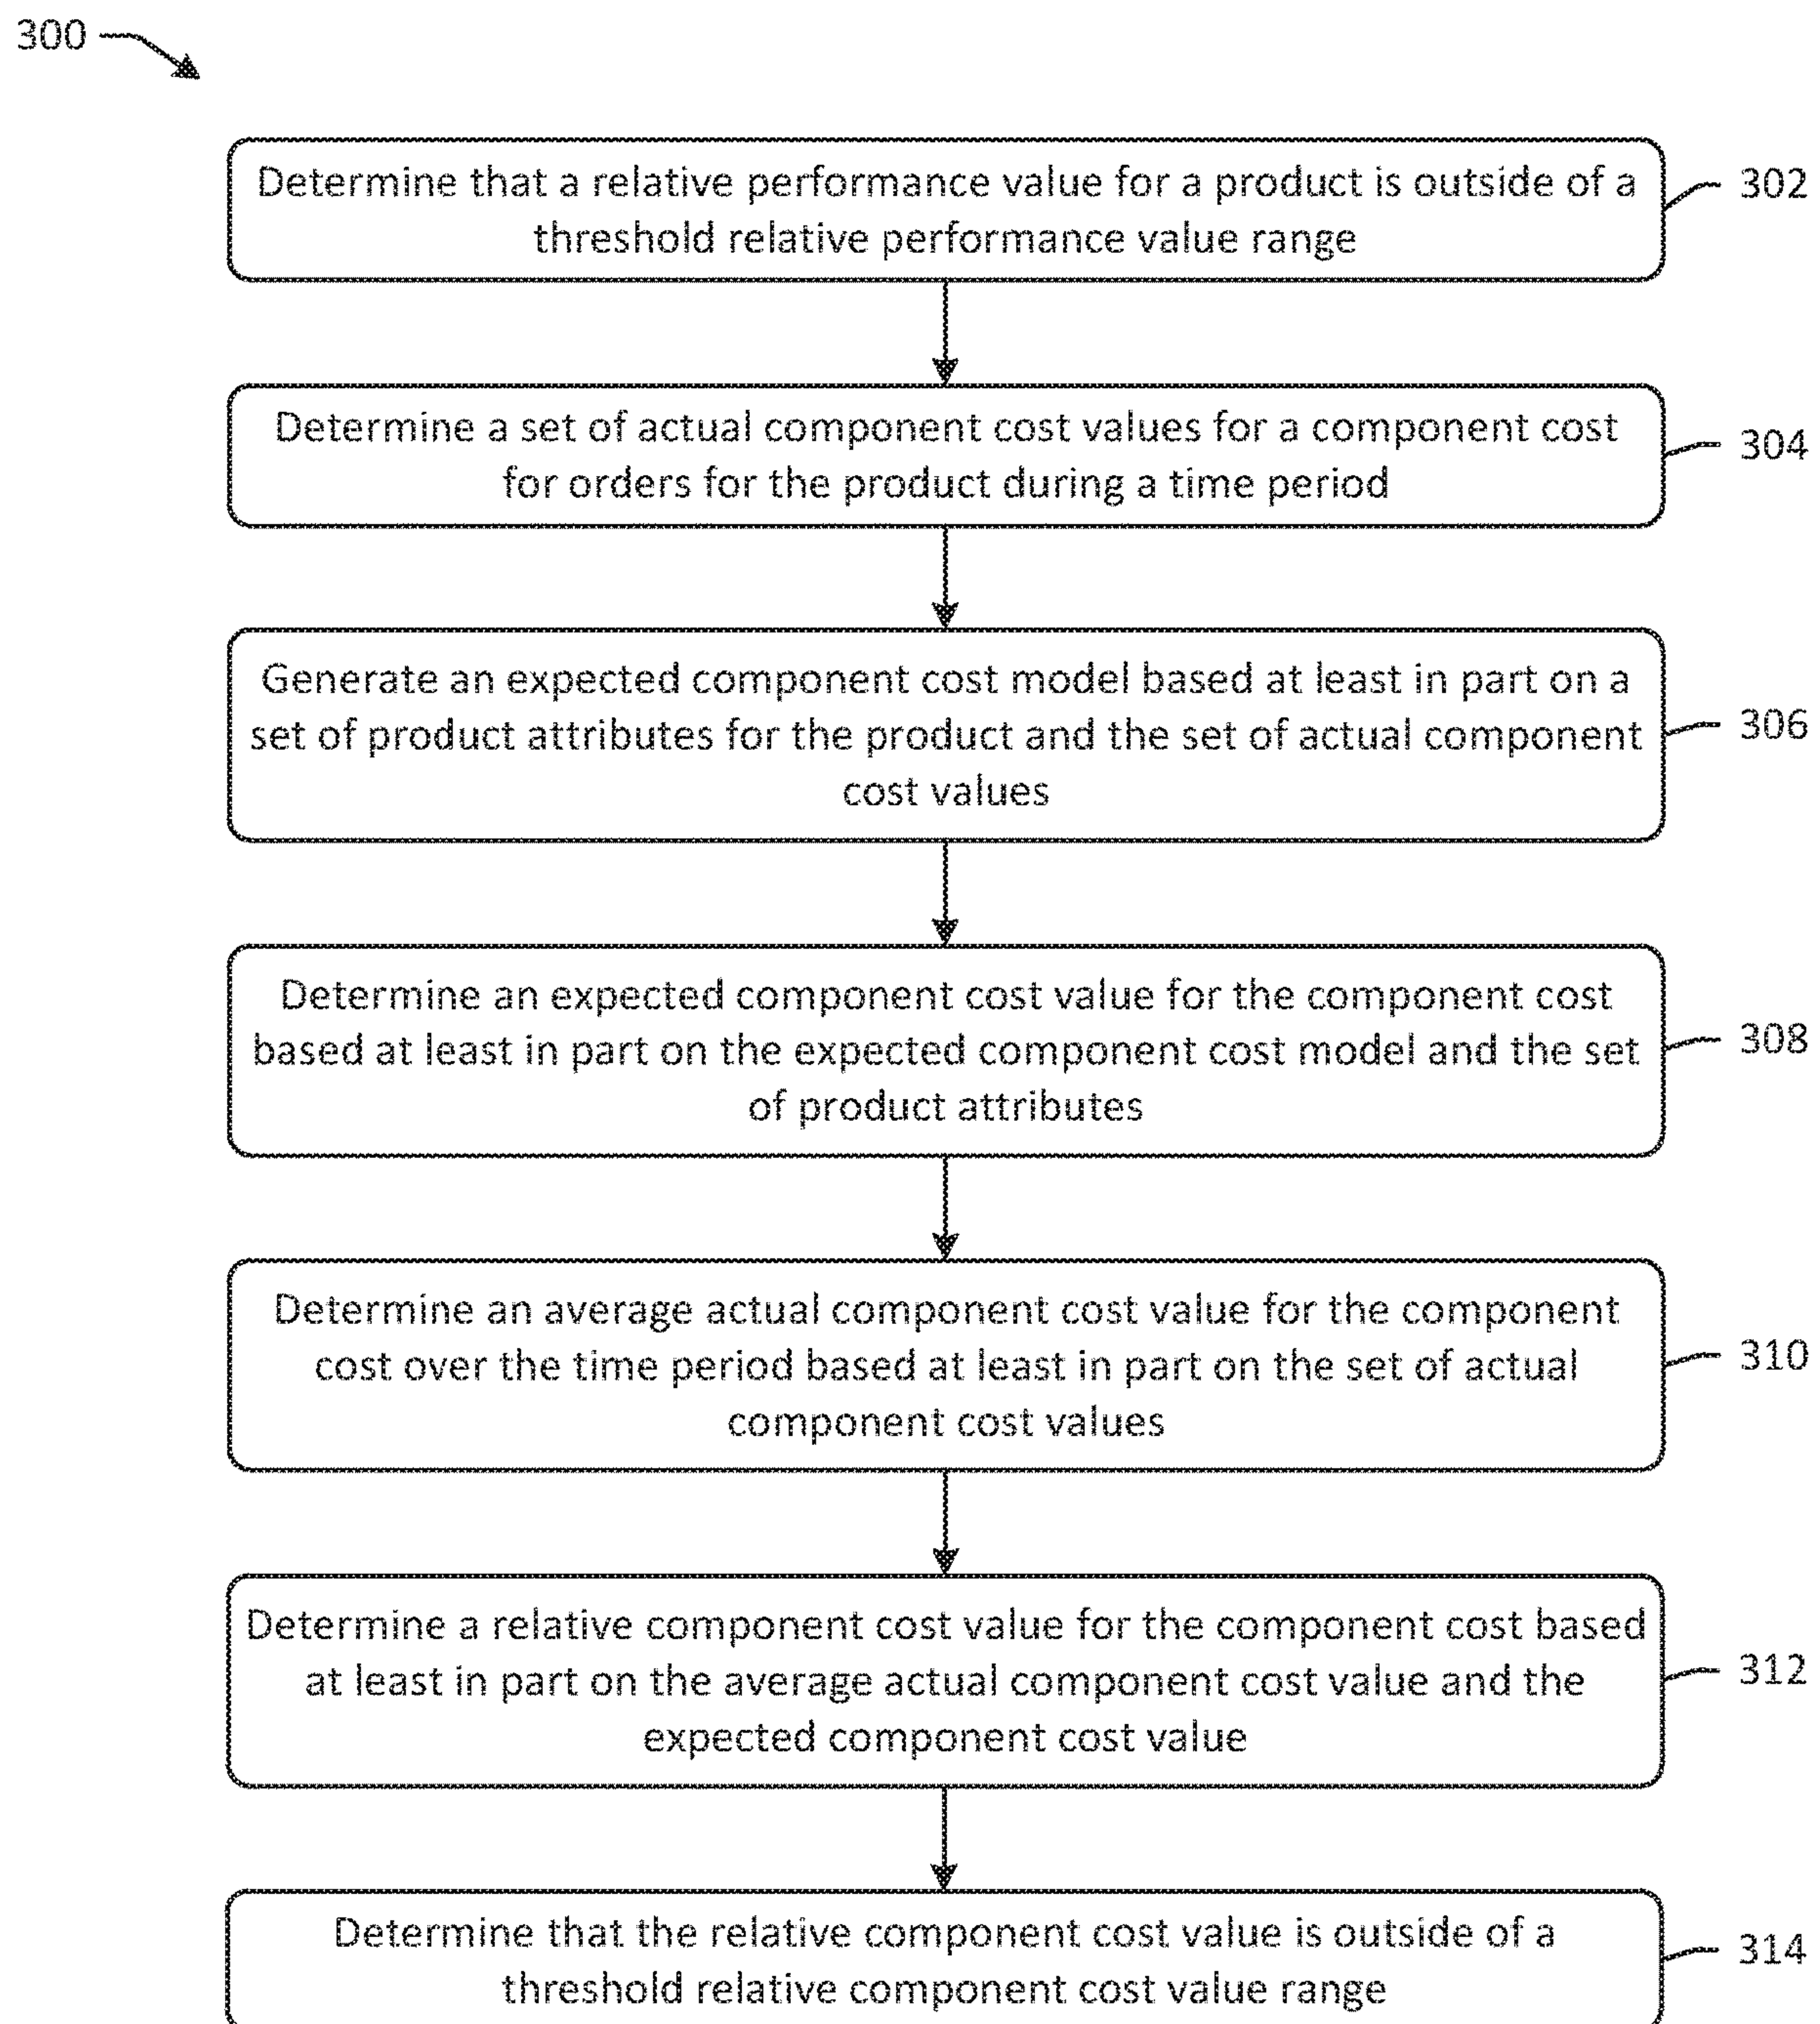 300
Determine that a relative performance value for a product is outside of a
threshold relative performance value range
302
Determine a set of actual component cost values for a component cost
for orders for the product during a time period
304
Generate an expected component cost model based at least in part on a
set of product attributes for the product and the set of actual component
cost values
306
Determine an expected component cost value for the component cost
based at least in part on the expected component cost model and the set
of product attributes
308
Determine an average actual component cost value for the component
cost over the time period based at least in part on the set of actual
component cost values
310
Determine a relative component cost value for the component cost based
at least in part on the average actual component cost value and the
expected component cost value
312
Determine that the relative component cost value is outside of a
threshold relative component cost value range
314